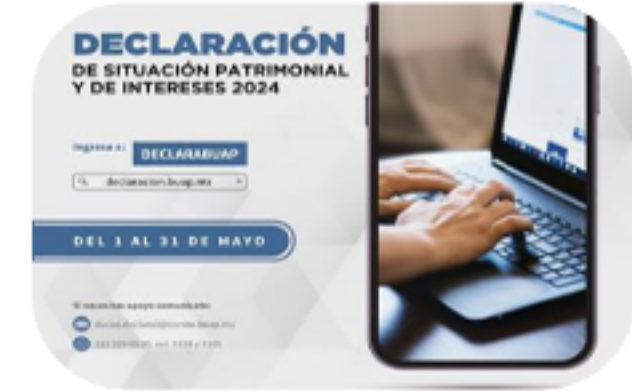 DECLARACIÓN
DE SITUACIÓN PATRIMONIAL
Y DE INTERESES 2024
Ingresa a:
DECLARABUAP
declaracion.buap.mx
DEL 1 AL 31 DE MAYO
Si necesitas apoyo comunícate: